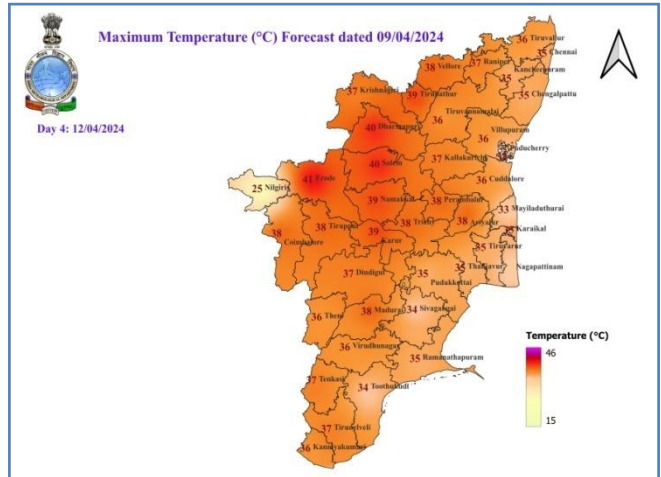 Maximum Temperature (°C) Forecast dated 09/04/2024
Day 4: 12/04/2024
36 Tiruvallur
35 Chennai
38 Vellore
37 Ranipet
35 Kancheepuram
37 Krishnagiri
39 Tirupathur
35 Chengalpattu
36 Tiruvannamalai
40 Dharmapuri
36 Villupuram
Puducherry
40 Salem
37 Kallakurichi
41 Erode
36 Cuddalore
25 Nilgiris
39 Namakkal
38 Perambalur
33 Mayiladuthurai
38 Tiruppur
38 Trichy
38 Ariyalur
Karaikal
38 Coimbatore
39 Karur
35 Tiruvarur
37 Dindigul
35 Pudukkottai
35 Thanjavur
Nagapattinam
36 Theni
38 Madurai
34 Sivagangai
36 Virudhunagar
35 Ramanathapuram
37 Tenkasi
34 Toothukudi
37 Tirunelveli
36 Kanniyakumari
Temperature (°C)
46
15